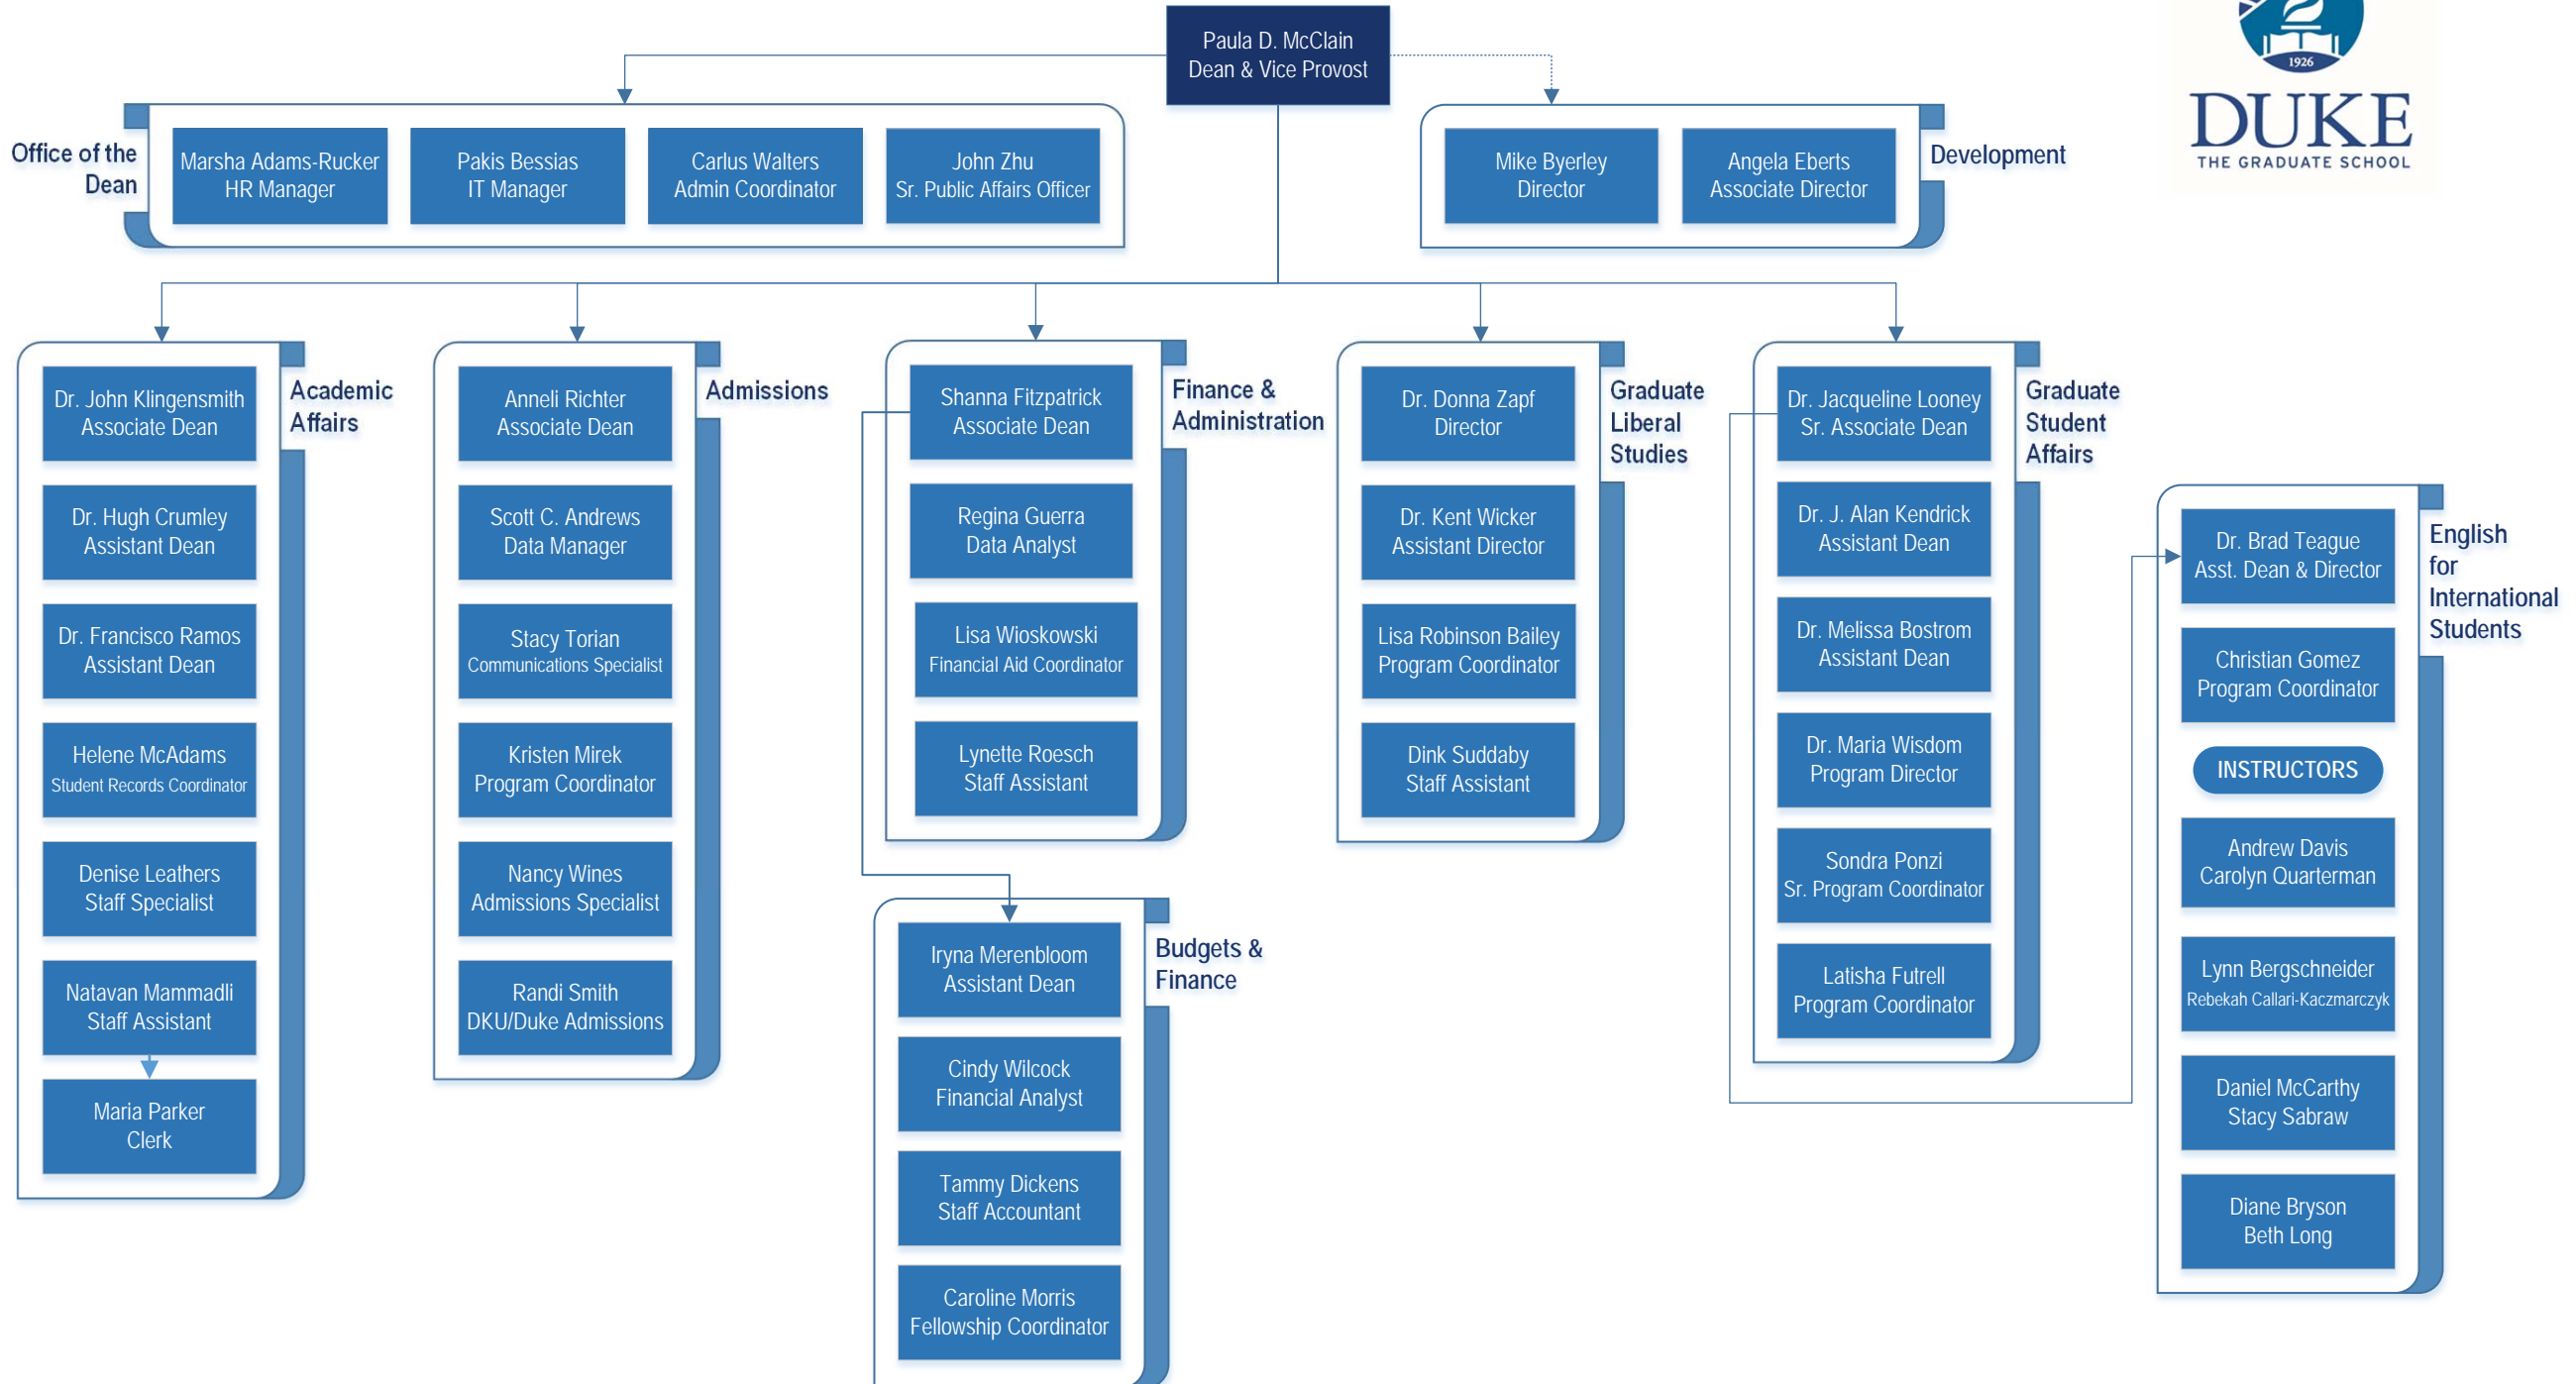 Paula D. McClain
Dean & Vice Provost
1926
DUKE
THE GRADUATE SCHOOL
Office of the
Dean
Marsha Adams-Rucker
HR Manager
Pakis Bessias
IT Manager
Carlus Walters
Admin Coordinator
John Zhu
Sr. Public Affairs Officer
Mike Byerley
Director
Angela Eberts
Associate Director
Development
Academic
Affairs
Dr. John Klingensmith
Associate Dean
Dr. Hugh Crumley
Assistant Dean
Dr. Francisco Ramos
Assistant Dean
Helene McAdams
Student Records Coordinator
Denise Leathers
Staff Specialist
Natavan Mammadli
Staff Assistant
Maria Parker
Clerk
Admissions
Anneli Richter
Associate Dean
Scott C. Andrews
Data Manager
Stacy Torian
Communications Specialist
Kristen Mirek
Program Coordinator
Nancy Wines
Admissions Specialist
Randi Smith
DKU/Duke Admissions
Finance &
Administration
Shanna Fitzpatrick
Associate Dean
Regina Guerra
Data Analyst
Lisa Wioskowski
Financial Aid Coordinator
Lynette Roesch
Staff Assistant
Budgets &
Finance
Iryna Merenbloom
Assistant Dean
Cindy Wilcock
Financial Analyst
Tammy Dickens
Staff Accountant
Caroline Morris
Fellowship Coordinator
Graduate
Liberal
Studies
Dr. Donna Zapf
Director
Dr. Kent Wicker
Assistant Director
Lisa Robinson Bailey
Program Coordinator
Dink Suddaby
Staff Assistant
Graduate
Student
Affairs
Dr. Jacqueline Looney
Sr. Associate Dean
Dr. J. Alan Kendrick
Assistant Dean
Dr. Melissa Bostrom
Assistant Dean
Dr. Maria Wisdom
Program Director
Sondra Ponzi
Sr. Program Coordinator
Latisha Futrell
Program Coordinator
English
for
International
Students
Dr. Brad Teague
Asst. Dean & Director
Christian Gomez
Program Coordinator
INSTRUCTORS
Andrew Davis
Carolyn Quarterman
Lynn Bergschneider
Rebekah Callari-Kaczmarczyk
Daniel McCarthy
Stacy Sabraw
Diane Bryson
Beth Long